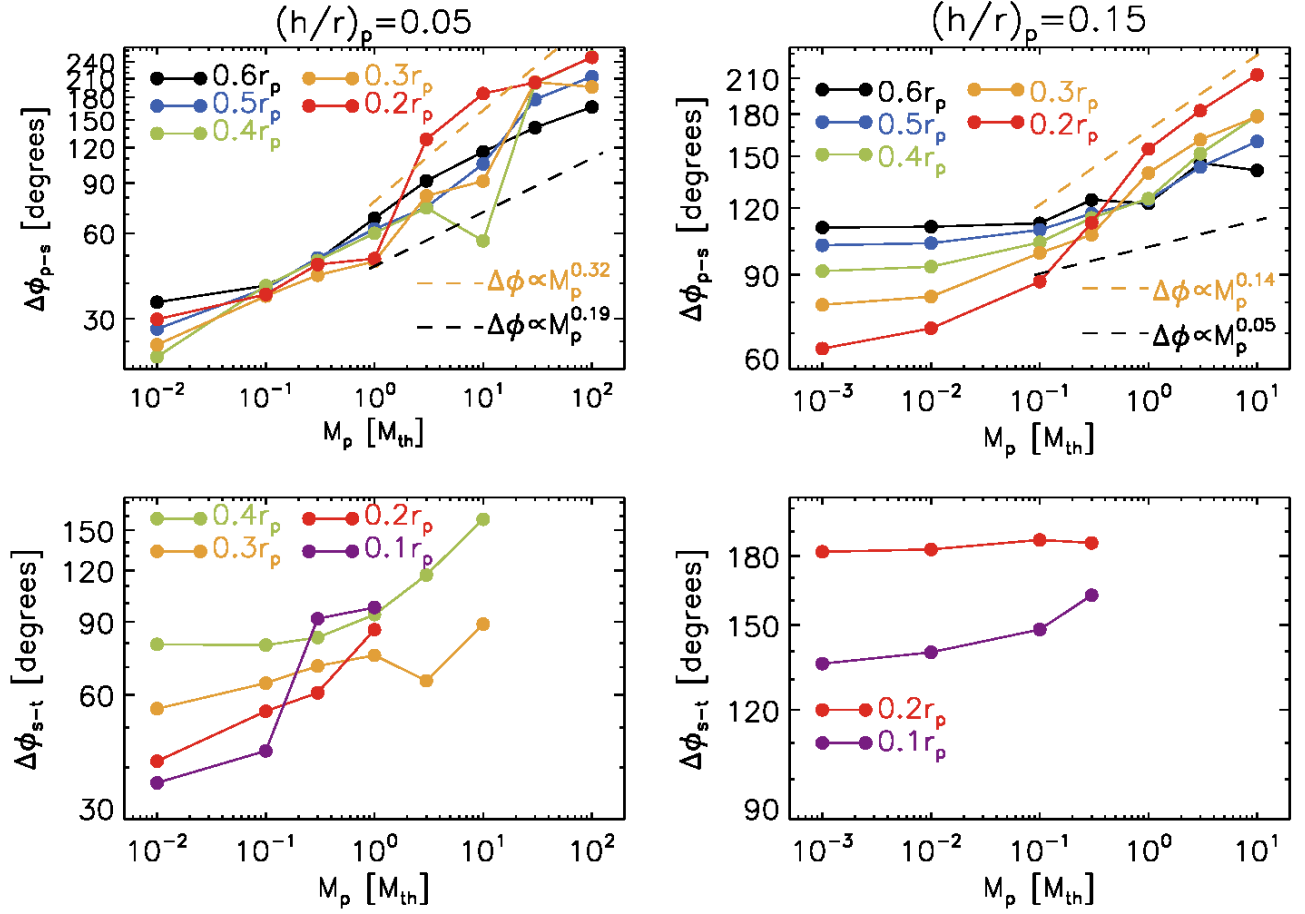 (h/r)p=0.05
(h/r)p=0.15
240
210
180
150
120
90
60
30
Δϕp−s [degrees]
0.6rp
0.3rp
0.5rp
0.2rp
0.4rp
Δϕ∝Mp^0.32
Δϕ∝Mp^0.19
10^-2 10^-1 10^0 10^1 10^2
Mp [Mth]
210
180
150
120
90
60
Δϕp−s [degrees]
0.6rp
0.3rp
0.5rp
0.2rp
0.4rp
Δϕ∝Mp^0.14
Δϕ∝Mp^0.05
10^-3 10^-2 10^-1 10^0 10^1
Mp [Mth]
150
120
90
60
30
Δϕs−t [degrees]
0.4rp
0.2rp
0.3rp
0.1rp
10^-2 10^-1 10^0 10^1 10^2
Mp [Mth]
180
150
120
90
Δϕs−t [degrees]
0.2rp
0.1rp
10^-3 10^-2 10^-1 10^0 10^1
Mp [Mth]